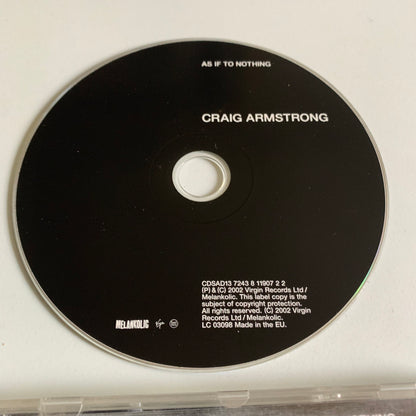 AS IF TO NOTHING
CRAIG ARMSTRONG
CDSAD13 7243 8 11907 2 2
(P) & (C) 2002 Virgin Records Ltd/
Melankolic. This label copy is the
subject of copyright protection.
All rights reserved. (C) 2002 Virgin
Records Ltd/Melankolic.
LC 03098 Made in the EU.
MELANKOLIC Virgin